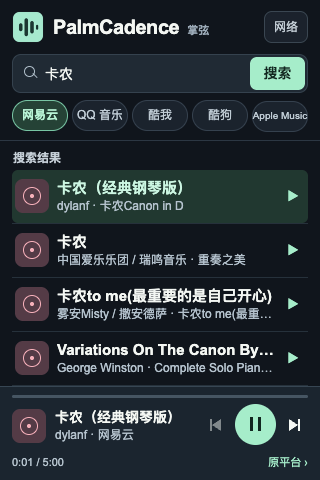 PalmCadence 掌弦 网络
卡农 搜索
网易云 QQ 音乐 酷我 酷狗 Apple Music
搜索结果
卡农（经典钢琴版）
dylanf · 卡农Canon in D
卡农
中国爱乐乐团 / 瑞鸣音乐 · 重奏之美
卡农to me(最重要的是自己开心)
雾安Misty / 撒安德萨 · 卡农to me(最重…
Variations On The Canon By…
George Winston · Complete Solo Pian…
卡农（经典钢琴版）
dylanf · 网易云
0:01 / 5:00 原平台 ›